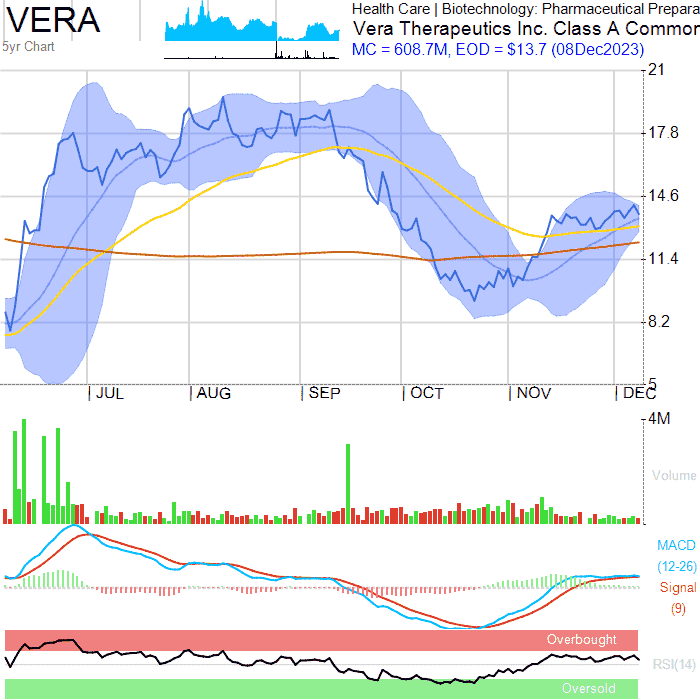 VERA
5yr Chart
Health Care | Biotechnology: Pharmaceutical Prepara
Vera Therapeutics Inc. Class A Common
MC = 608.7M, EOD = $13.7 (08Dec2023)
21
17.8
14.6
11.4
8.2
5
JUL AUG SEP OCT NOV DEC
4M
Volume
MACD
(12-26)
Signal
(9)
Overbought
RSI(14)
Oversold